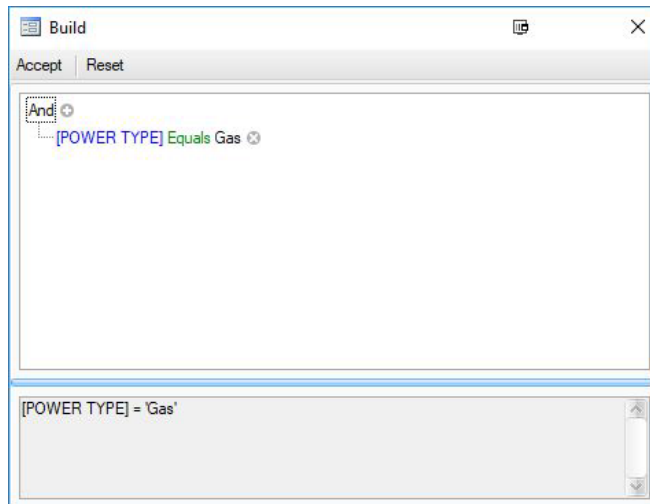 Build
Accept Reset
And
[POWER TYPE] Equals Gas
[POWER TYPE] = 'Gas'